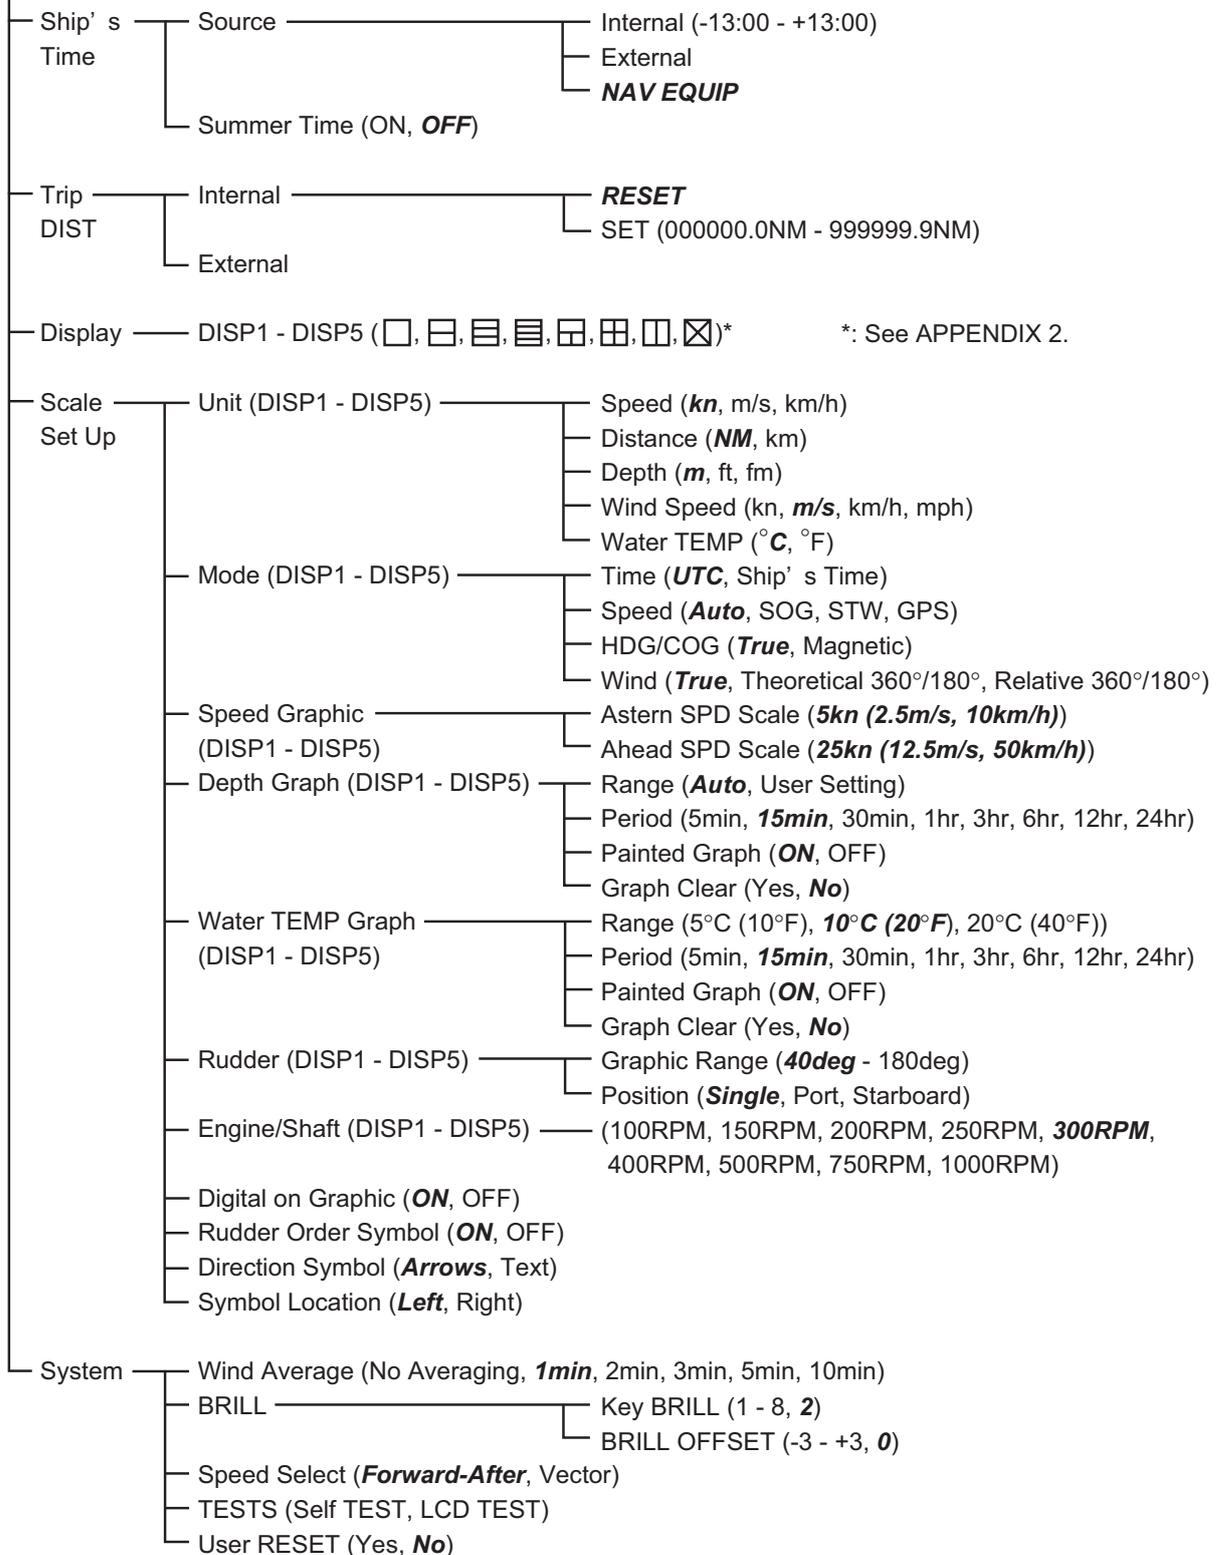 Ship’ s Source Internal (-13:00 - +13:00)
Time External
NAV EQUIP
Summer Time (ON, OFF)
Trip Internal RESET
DIST SET (000000.0NM - 999999.9NM)
External
Display DISP1 - DISP5 ( , , , , , , , )* *: See APPENDIX 2.
Scale Unit (DISP1 - DISP5) Speed (kn, m/s, km/h)
Set Up Distance (NM, km)
Depth (m, ft, fm)
Wind Speed (kn, m/s, km/h, mph)
Water TEMP (°C, °F)
Mode (DISP1 - DISP5) Time (UTC, Ship’ s Time)
Speed (Auto, SOG, STW, GPS)
HDG/COG (True, Magnetic)
Wind (True, Theoretical 360°/180°, Relative 360°/180°)
Speed Graphic Astern SPD Scale (5kn (2.5m/s, 10km/h))
(DISP1 - DISP5) Ahead SPD Scale (25kn (12.5m/s, 50km/h))
Depth Graph (DISP1 - DISP5) Range (Auto, User Setting)
Period (5min, 15min, 30min, 1hr, 3hr, 6hr, 12hr, 24hr)
Painted Graph (ON, OFF)
Graph Clear (Yes, No)
Water TEMP Graph Range (5°C (10°F), 10°C (20°F), 20°C (40°F))
(DISP1 - DISP5) Period (5min, 15min, 30min, 1hr, 3hr, 6hr, 12hr, 24hr)
Painted Graph (ON, OFF)
Graph Clear (Yes, No)
Rudder (DISP1 - DISP5) Graphic Range (40deg - 180deg)
Position (Single, Port, Starboard)
Engine/Shaft (DISP1 - DISP5) (100RPM, 150RPM, 200RPM, 250RPM, 300RPM,
400RPM, 500RPM, 750RPM, 1000RPM)
Digital on Graphic (ON, OFF)
Rudder Order Symbol (ON, OFF)
Direction Symbol (Arrows, Text)
Symbol Location (Left, Right)
System Wind Average (No Averaging, 1min, 2min, 3min, 5min, 10min)
BRILL Key BRILL (1 - 8, 2)
BRILL OFFSET (-3 - +3, 0)
Speed Select (Forward-After, Vector)
TESTS (Self TEST, LCD TEST)
User RESET (Yes, No)